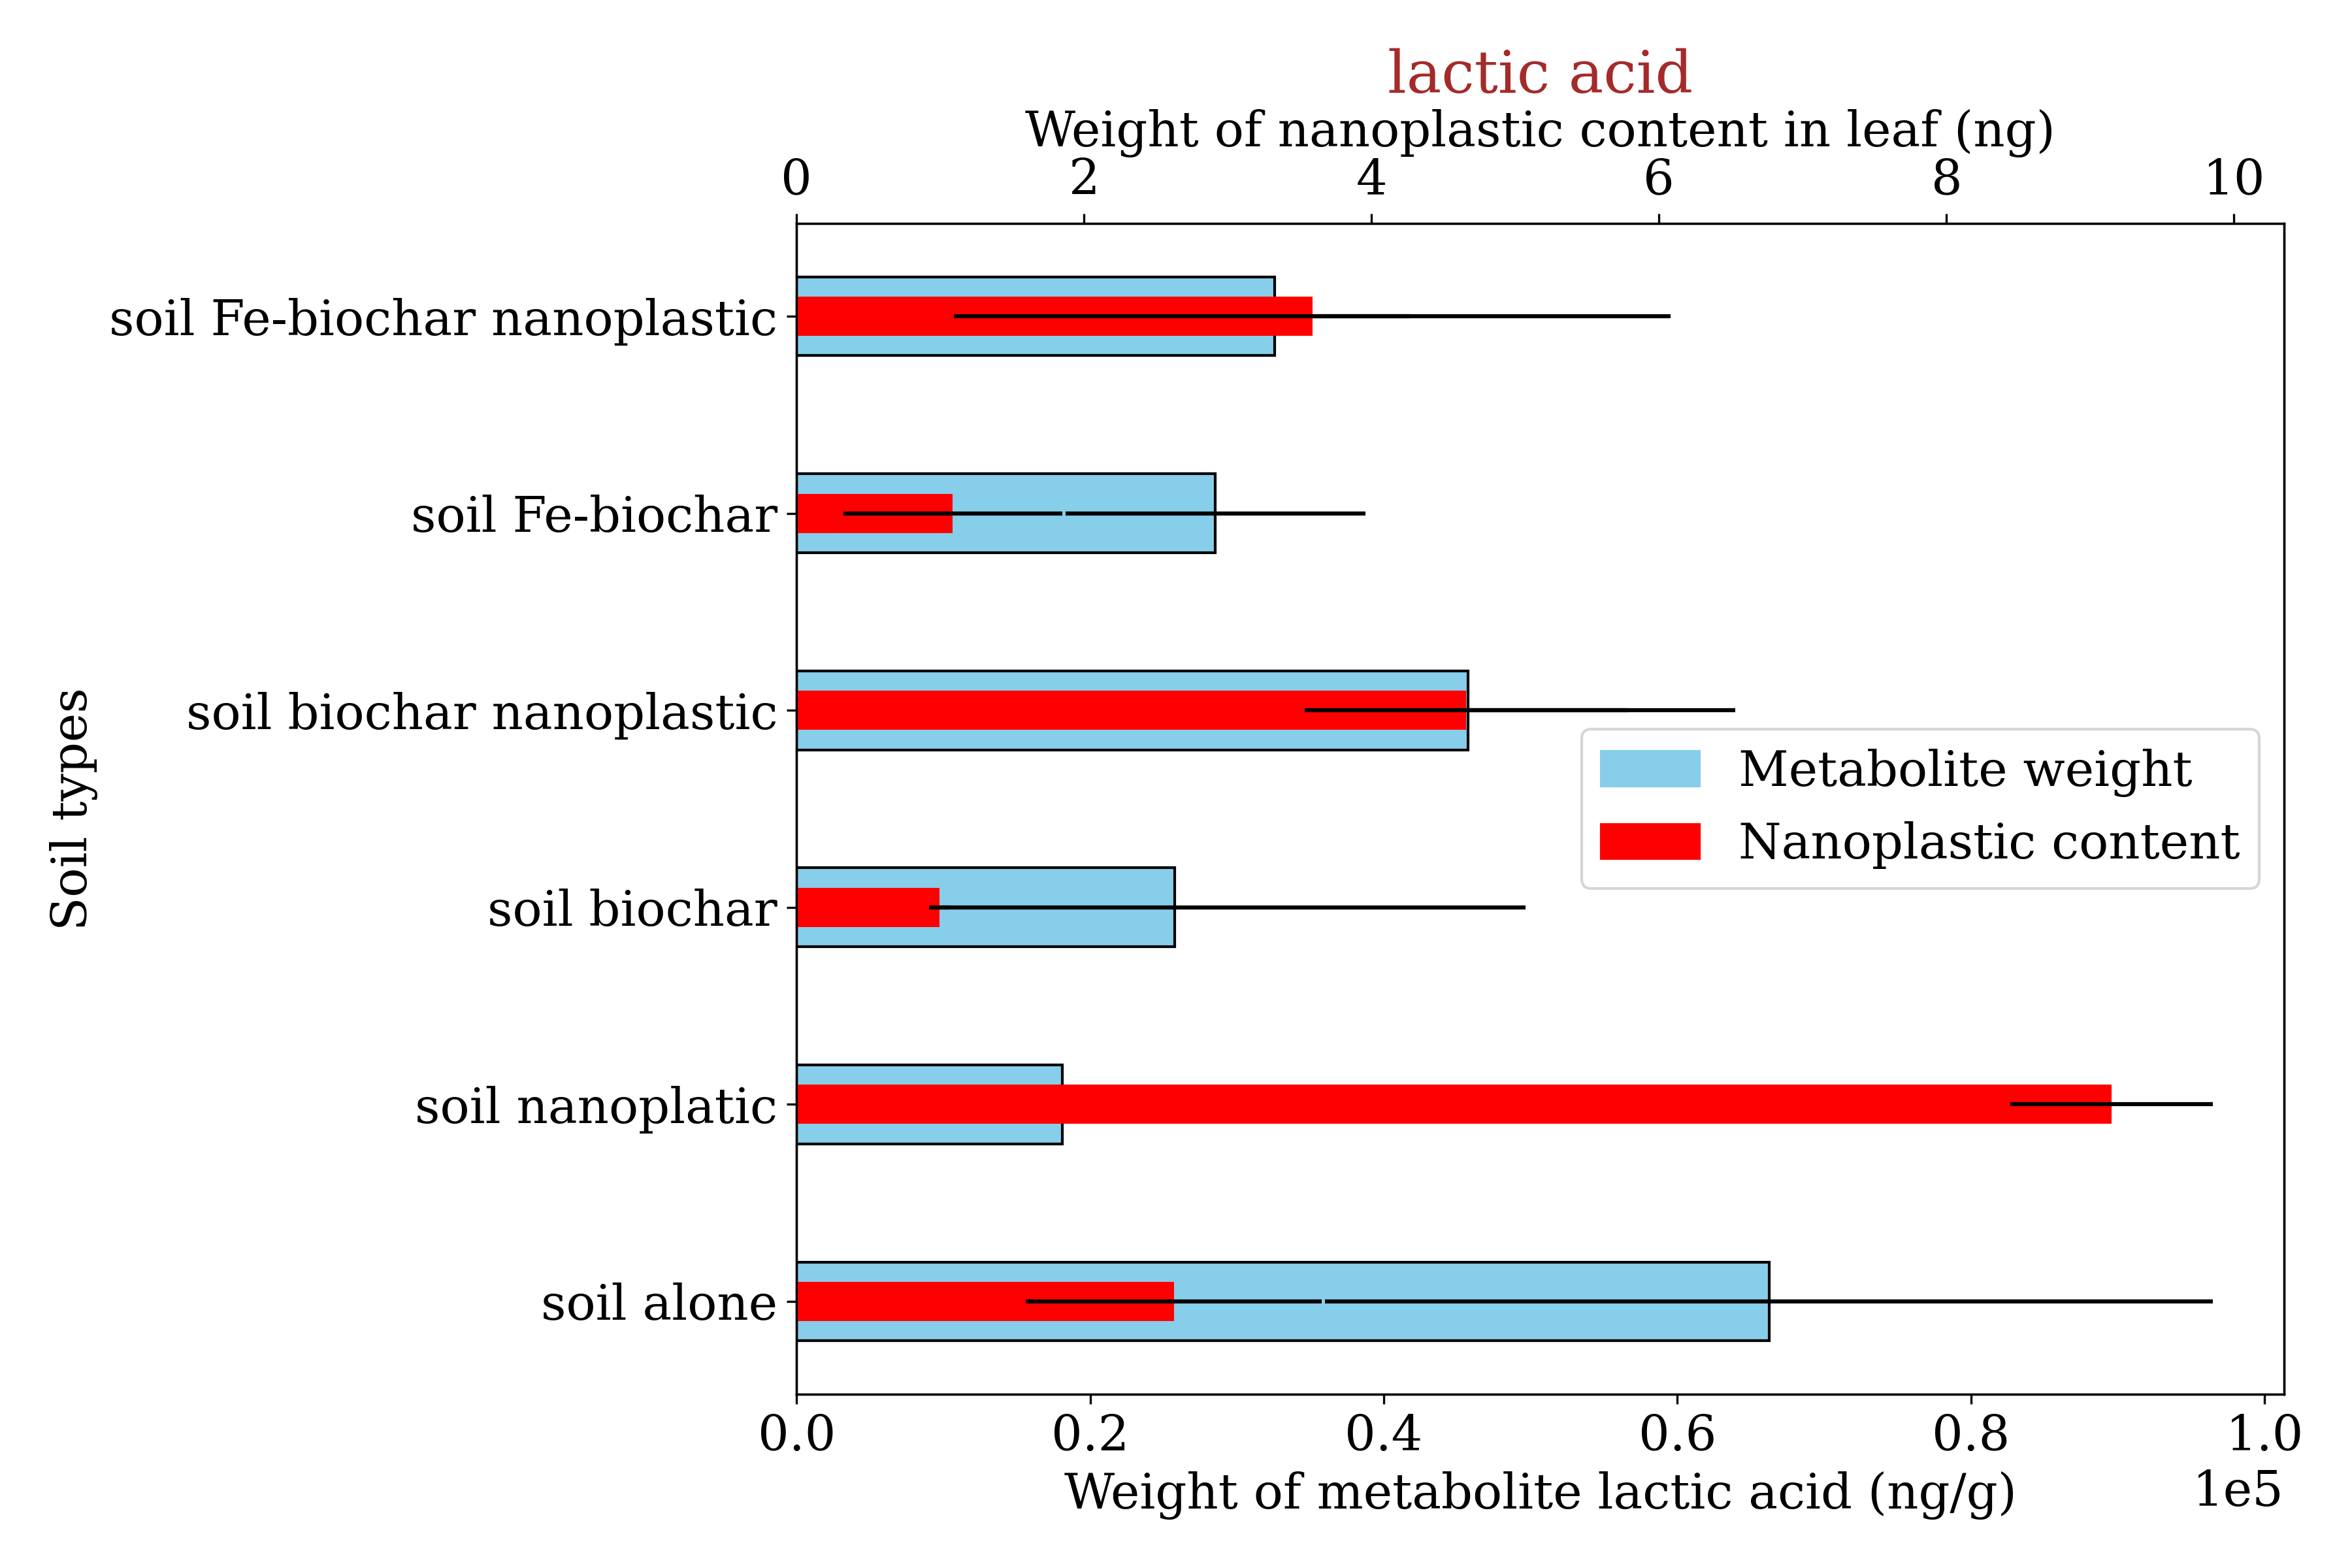 lactic acid
Weight of nanoplastic content in leaf (ng)
0 2 4 6 8 10
soil Fe-biochar nanoplastic
soil Fe-biochar
soil biochar nanoplastic
soil biochar
soil nanoplatic
soil alone
Soil types
Metabolite weight
Nanoplastic content
0.0 0.2 0.4 0.6 0.8 1.0
Weight of metabolite lactic acid (ng/g)
1e5